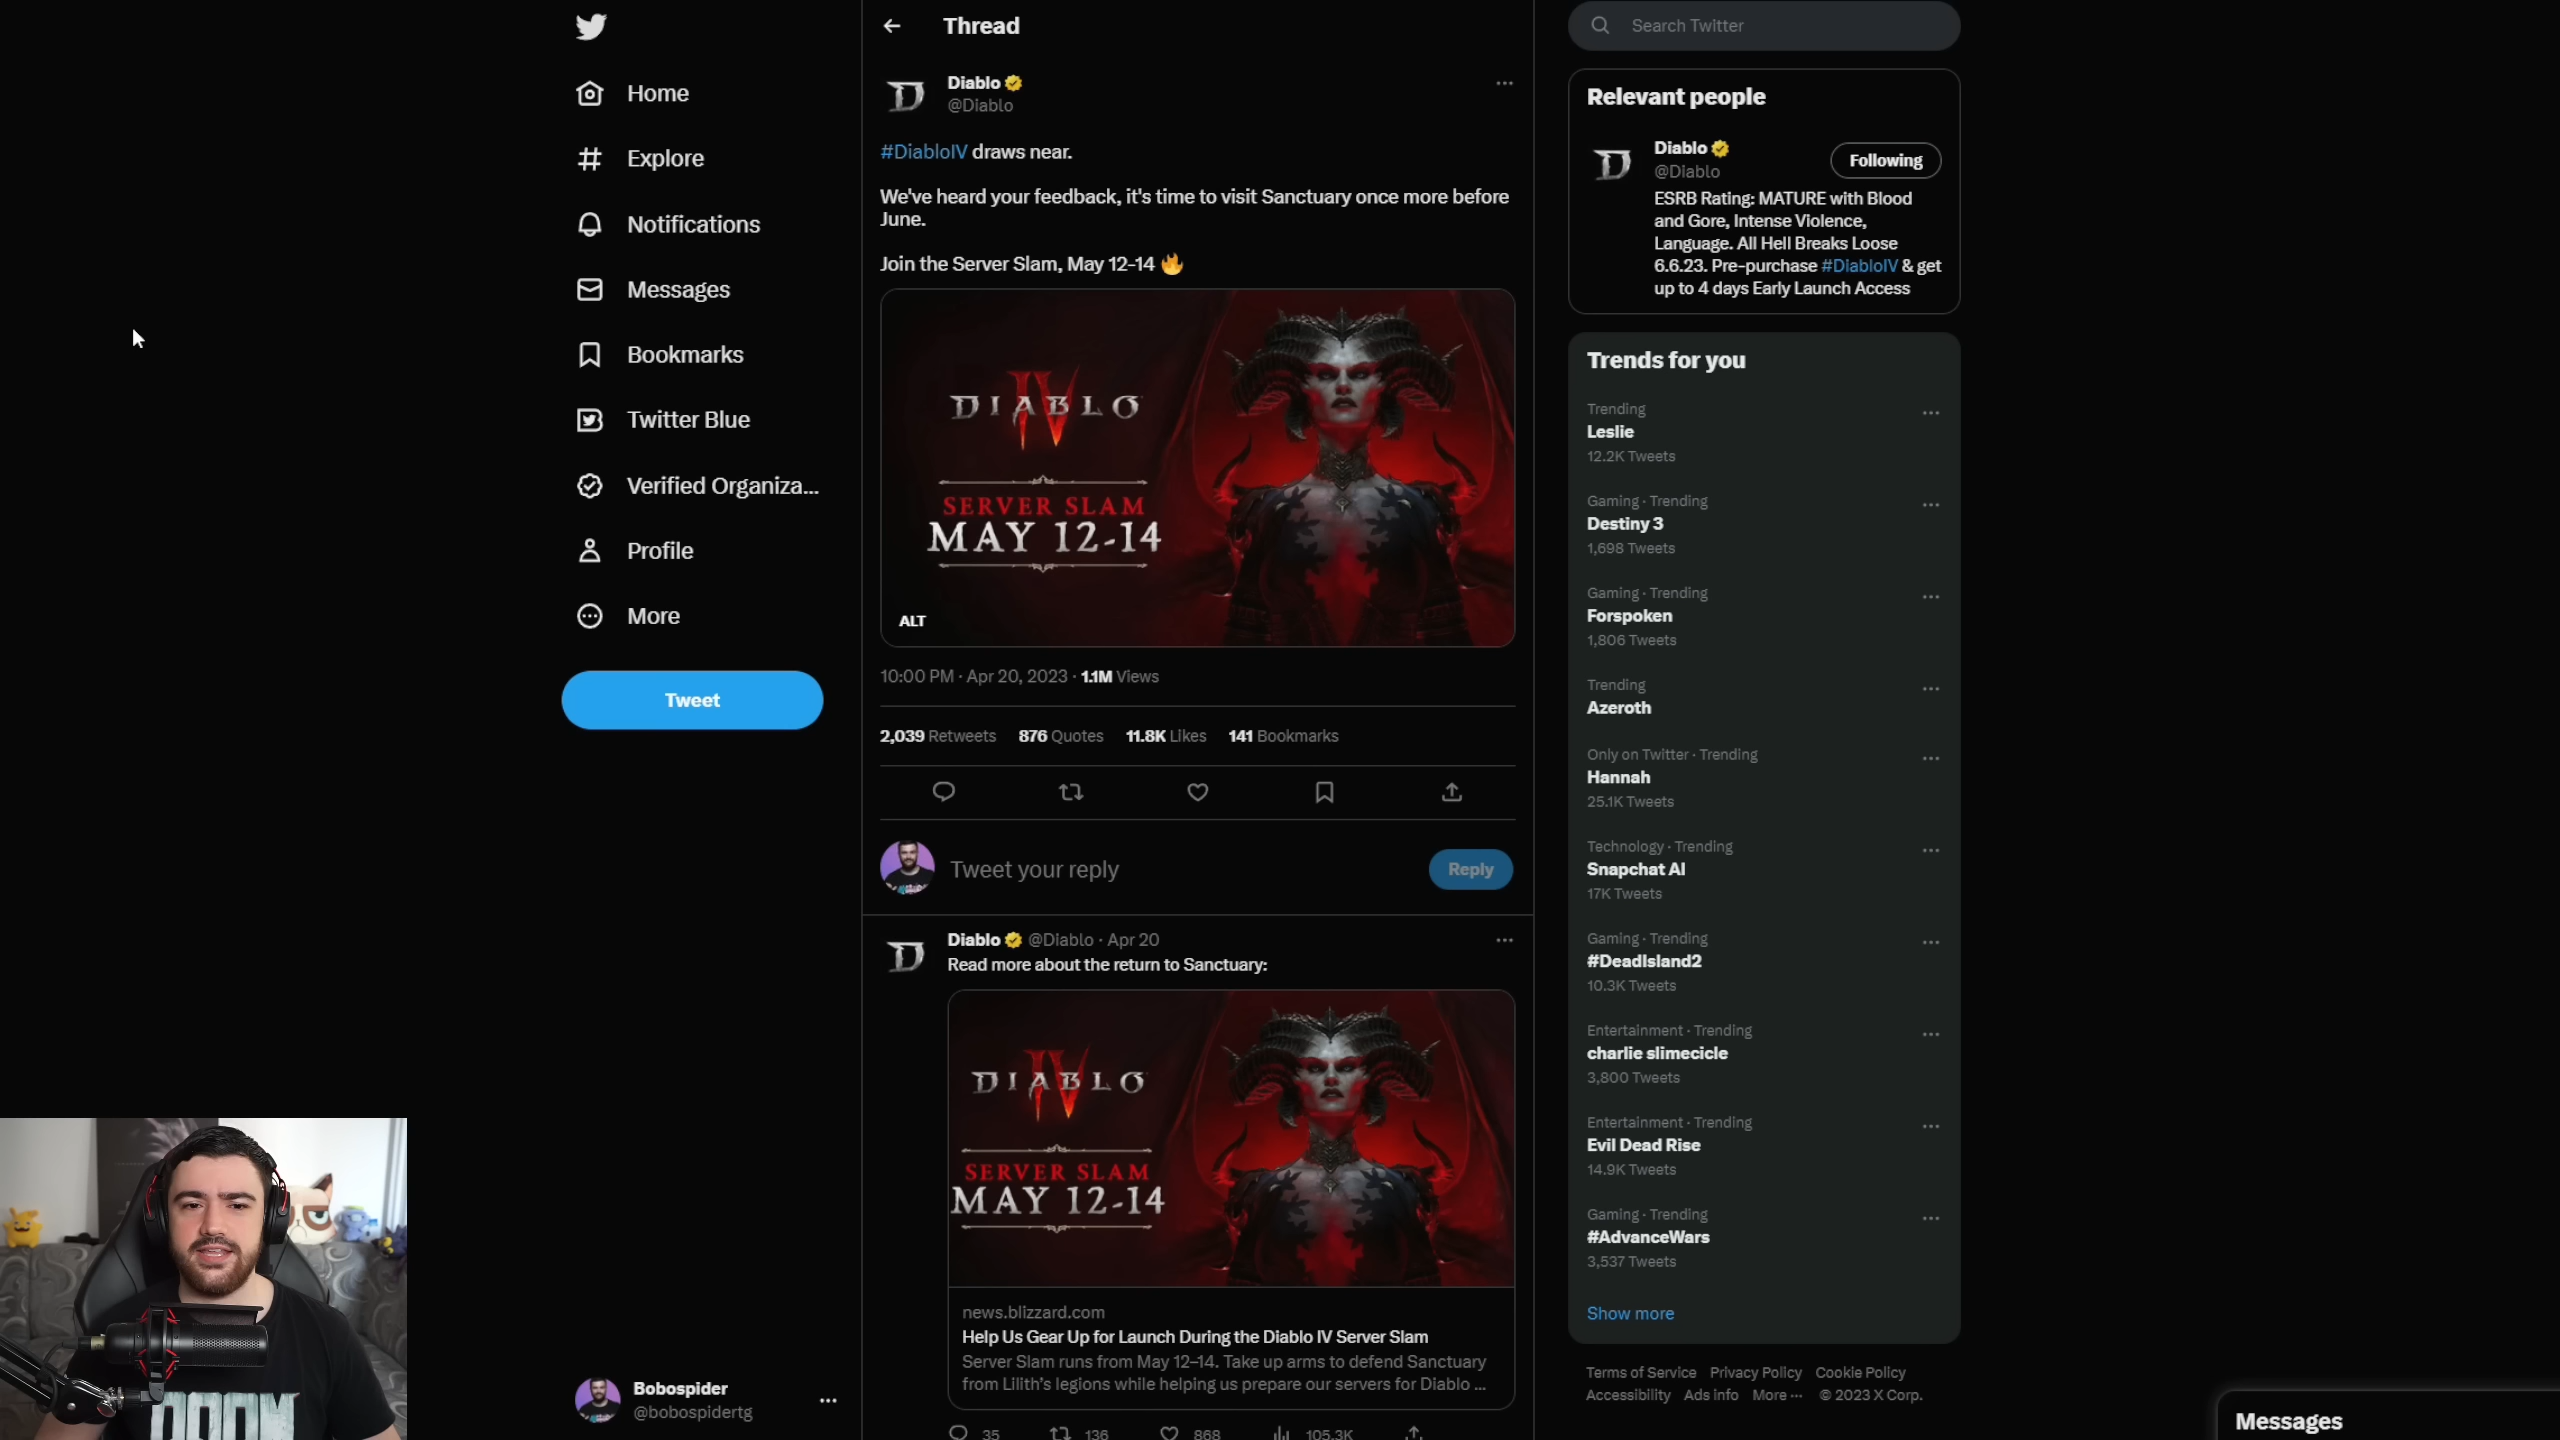 Home
Explore
Notifications
Messages
Bookmarks
Twitter Blue
Verified Organiza...
Profile
More
Tweet
Bobospider
@bobospidertg
Thread
Diablo
@Diablo
#DiabloIV draws near.
We've heard your feedback, it's time to visit Sanctuary once more before
June.
Join the Server Slam, May 12-14 🔥
DIABLO
IV
SERVER SLAM
MAY 12-14
ALT
10:00 PM · Apr 20, 2023 · 1.1M Views
2,039 Retweets 876 Quotes 11.8K Likes 141 Bookmarks
Tweet your reply
Reply
Diablo @Diablo · Apr 20
Read more about the return to Sanctuary:
DIABLO
IV
SERVER SLAM
MAY 12-14
news.blizzard.com
Help Us Gear Up for Launch During the Diablo IV Server Slam
Server Slam runs from May 12–14. Take up arms to defend Sanctuary
from Lilith's legions while helping us prepare our servers for Diablo ...
35 136 868 105.3K
Search Twitter
Relevant people
Diablo
@Diablo
Following
ESRB Rating: MATURE with Blood
and Gore, Intense Violence,
Language. All Hell Breaks Loose
6.6.23. Pre-purchase #DiabloIV & get
up to 4 days Early Launch Access
Trends for you
Trending
Leslie
12.2K Tweets
Gaming · Trending
Destiny 3
1,698 Tweets
Gaming · Trending
Forspoken
1,806 Tweets
Trending
Azeroth
Only on Twitter · Trending
Hannah
25.1K Tweets
Technology · Trending
Snapchat AI
17K Tweets
Gaming · Trending
#DeadIsland2
10.3K Tweets
Entertainment · Trending
charlie slimecicle
3,800 Tweets
Entertainment · Trending
Evil Dead Rise
14.9K Tweets
Gaming · Trending
#AdvanceWars
3,537 Tweets
Show more
Terms of Service Privacy Policy Cookie Policy
Accessibility Ads info More ··· © 2023 X Corp.
Messages
DOOM